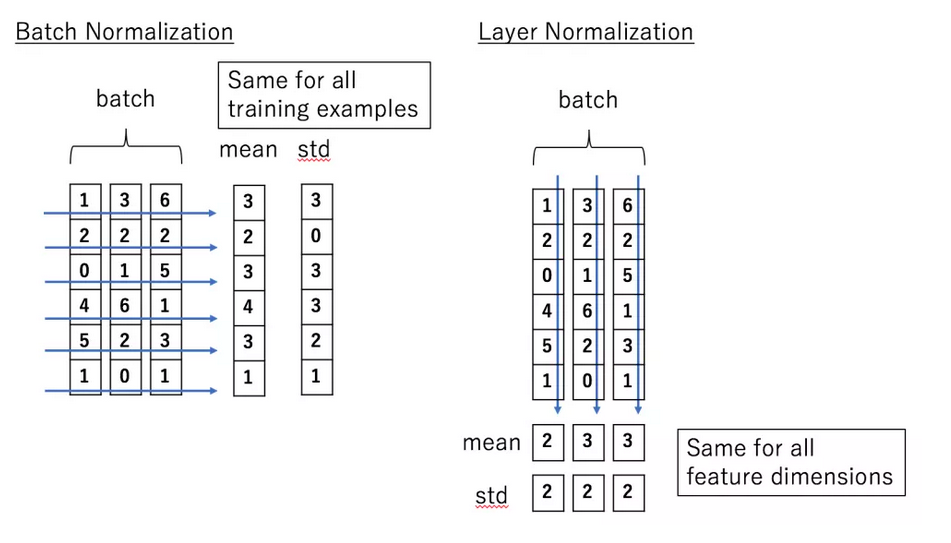 Batch Normalization
Same for all
training examples
batch
mean std
1 3 6 3 3
2 2 2 2 0
0 1 5 3 3
4 6 1 4 3
5 2 3 3 2
1 0 1 1 1
Layer Normalization
batch
1 3 6
2 2 2
0 1 5
4 6 1
5 2 3
1 0 1
mean 2 3 3
std 2 2 2
Same for all
feature dimensions